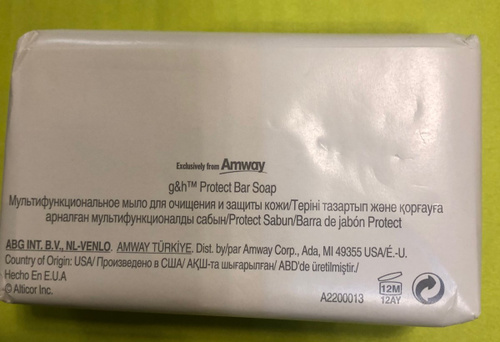 Exclusively from Amway
g&h™ Protect Bar Soap
Мультифункциональное мыло для очищения и защиты кожи/Теріні тазартып және қорғауға
арналған мультифункционалды сабын/Protect Sabun/Barra de jabón Protect
ABG INT. B.V., NL-VENLO. AMWAY TÜRKİYE. Dist. by/par Amway Corp., Ada, MI 49355 USA/É.-U.
Country of Origin: USA/ Произведено в США/ АҚШ-та шығарылған/ ABD'de üretilmiştir./
Hecho En E.U.A
© Alticor Inc.
A2200013
12M
12AY